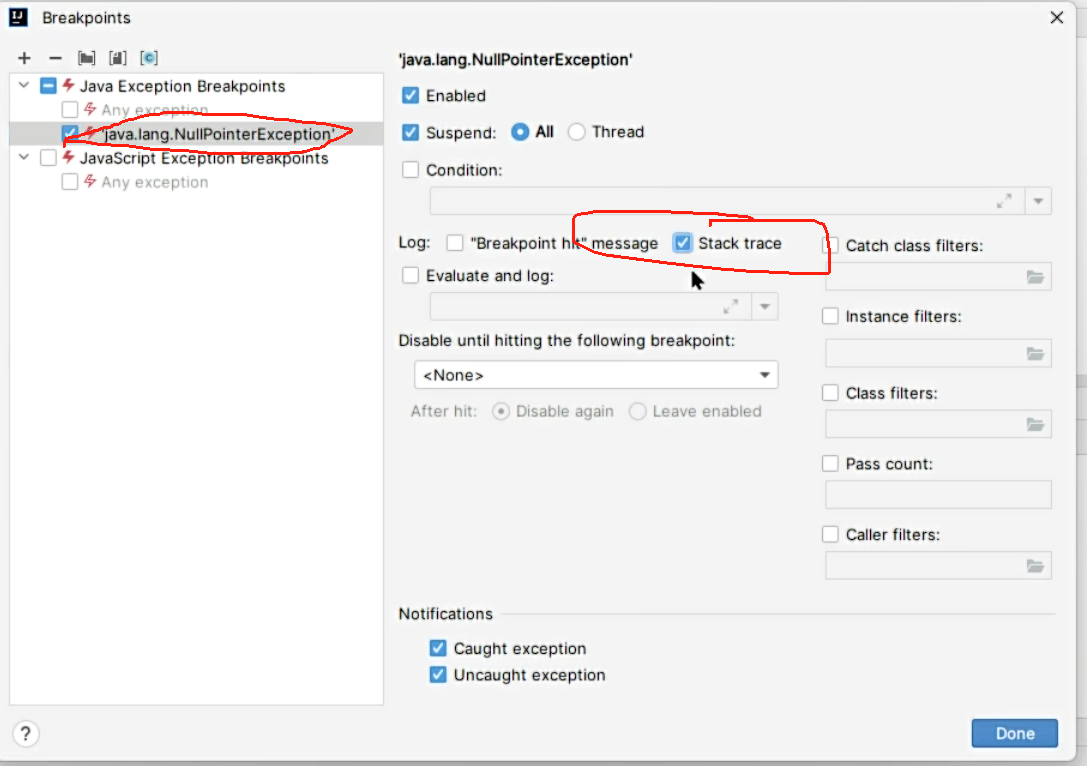 Breakpoints
Java Exception Breakpoints
Any exception
'java.lang.NullPointerException'
JavaScript Exception Breakpoints
Any exception
'java.lang.NullPointerException'
Enabled
Suspend: All Thread
Condition:
Log: "Breakpoint hit" message Stack trace
Evaluate and log:
Disable until hitting the following breakpoint:
<None>
After hit: Disable again Leave enabled
Catch class filters:
Instance filters:
Class filters:
Pass count:
Caller filters:
Notifications
Caught exception
Uncaught exception
?
Done